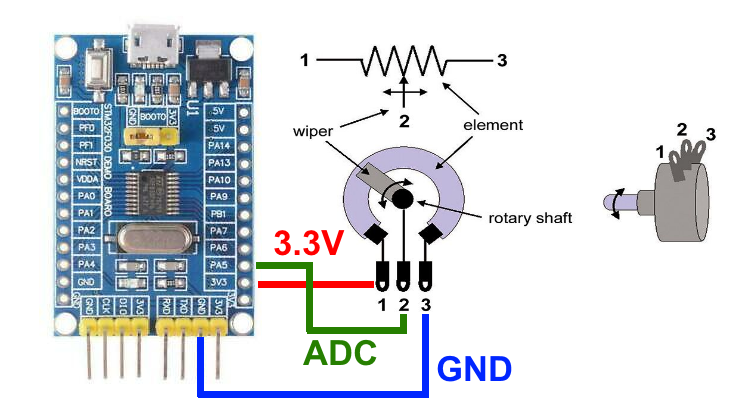 U1
BOOT0
GND
BOOT0
3V3
5V
PF0
5V
PF1
PA14
NRST
PA13
VDDA
PA10
PA0
PA9
PA1
PB1
PA2
PA7
PA3
PA6
PA4
PA5
GND
3V3
STM32F030 DEMO BOARD
GND
3V3
GND
CLK
DIO
3V3
RXD
TXD
GND
3V3
1
3
2
wiper
element
rotary shaft
1
2
3
3.3V
1
2
3
ADC
GND